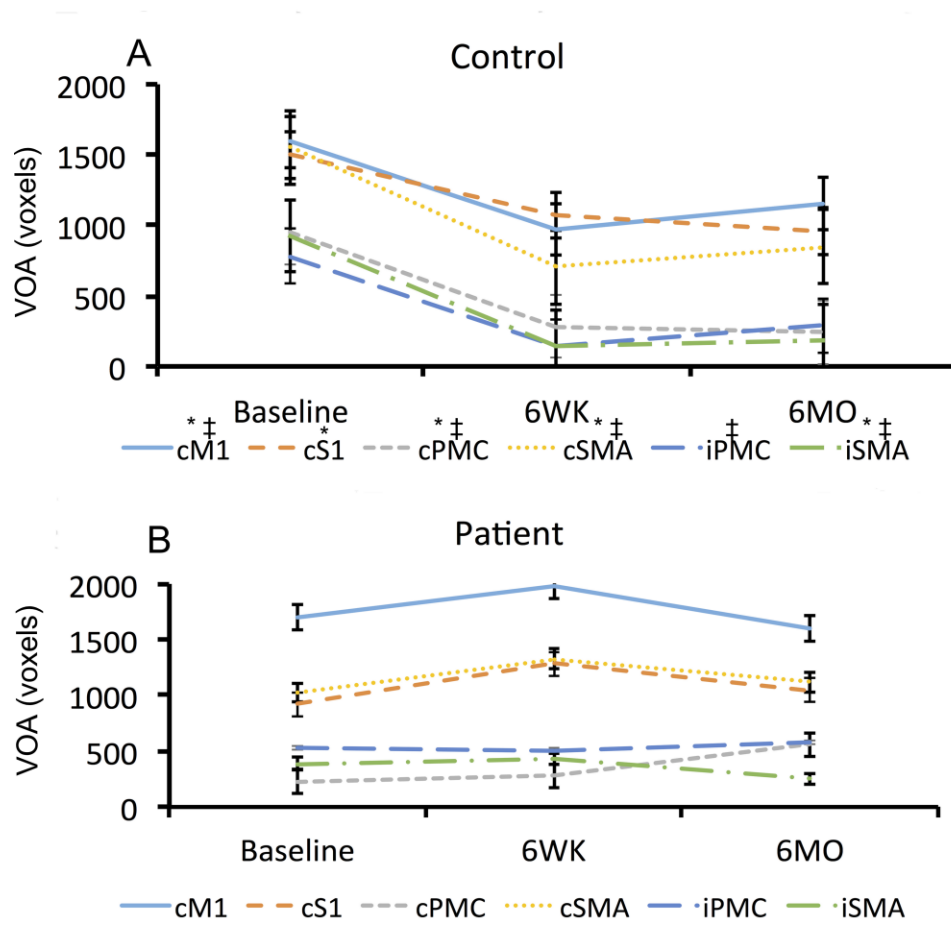 A
Control
2000
1500
1000
500
0
VOA (voxels)
Baseline 6WK 6MO
*‡ * *‡ *‡ ‡ *‡
cM1 cS1 cPMC cSMA iPMC iSMA
B
Patient
2000
1500
1000
500
0
VOA (voxels)
Baseline 6WK 6MO
cM1 cS1 cPMC cSMA iPMC iSMA